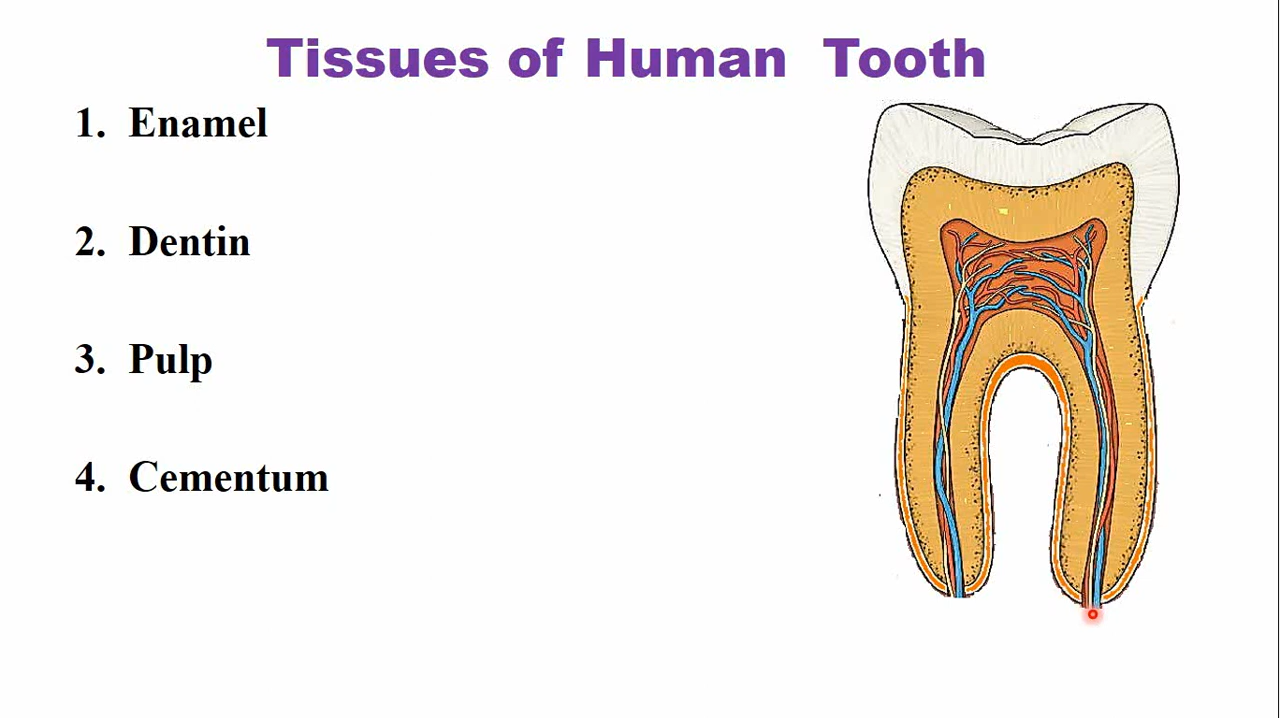 Tissues of Human Tooth
1. Enamel
2. Dentin
3. Pulp
4. Cementum